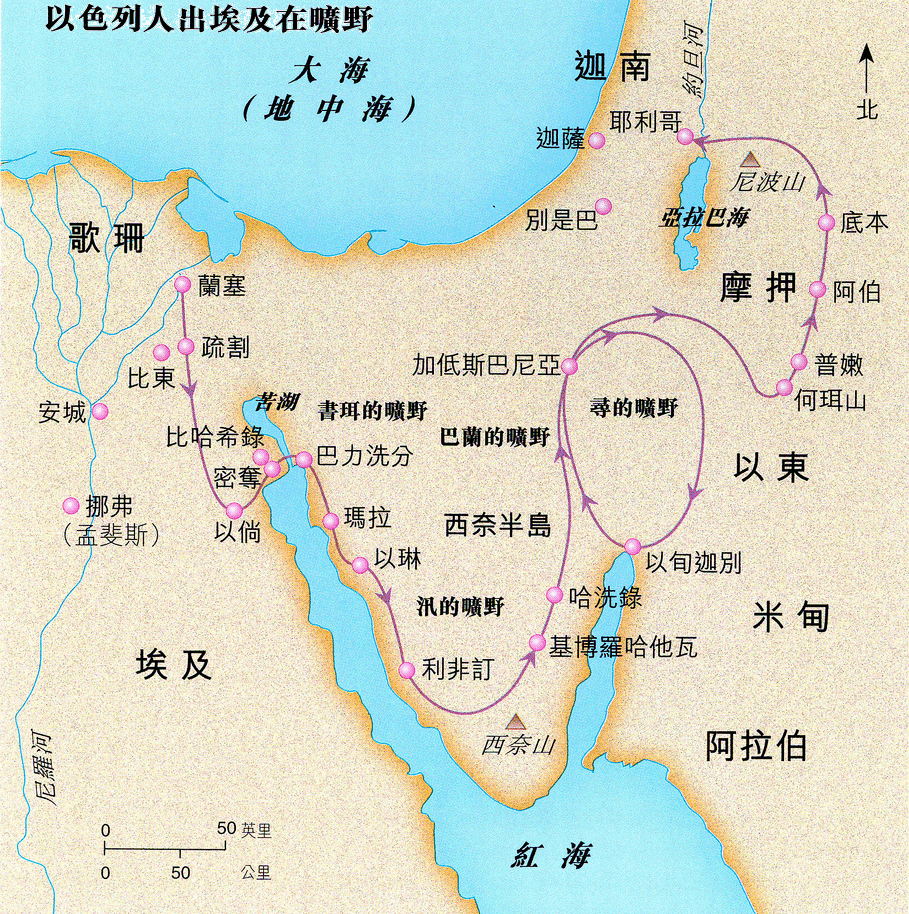 以色列人出埃及在曠野
大海
（地中海）
迦南
約旦河
北
耶利哥
迦薩
尼波山
別是巴
亞拉巴海
底本
歌珊
摩押
阿伯
蘭塞
疏割
比東
加低斯巴尼亞
普嫩
何珥山
安城
苦湖
書珥的曠野
尋的曠野
比哈希錄
巴蘭的曠野
巴力洗分
密奪
以東
挪弗
（孟斐斯）
以倘
瑪拉
西奈半島
以琳
以旬迦別
汛的曠野
哈洗錄
米甸
基博羅哈他瓦
埃及
利非訂
西奈山
阿拉伯
尼羅河
0 50 英里
0 50 公里
紅海